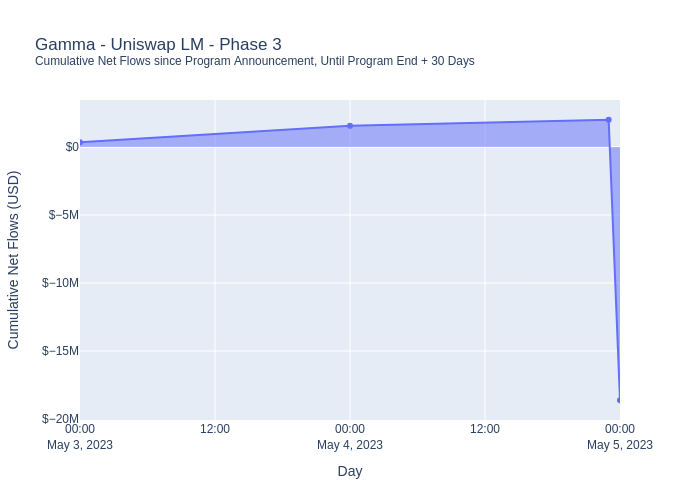 Gamma - Uniswap LM - Phase 3
Cumulative Net Flows since Program Announcement, Until Program End + 30 Days
Cumulative Net Flows (USD)
$0
$−5M
$−10M
$−15M
$−20M
00:00 12:00 00:00 12:00 00:00
May 3, 2023 May 4, 2023 May 5, 2023
Day